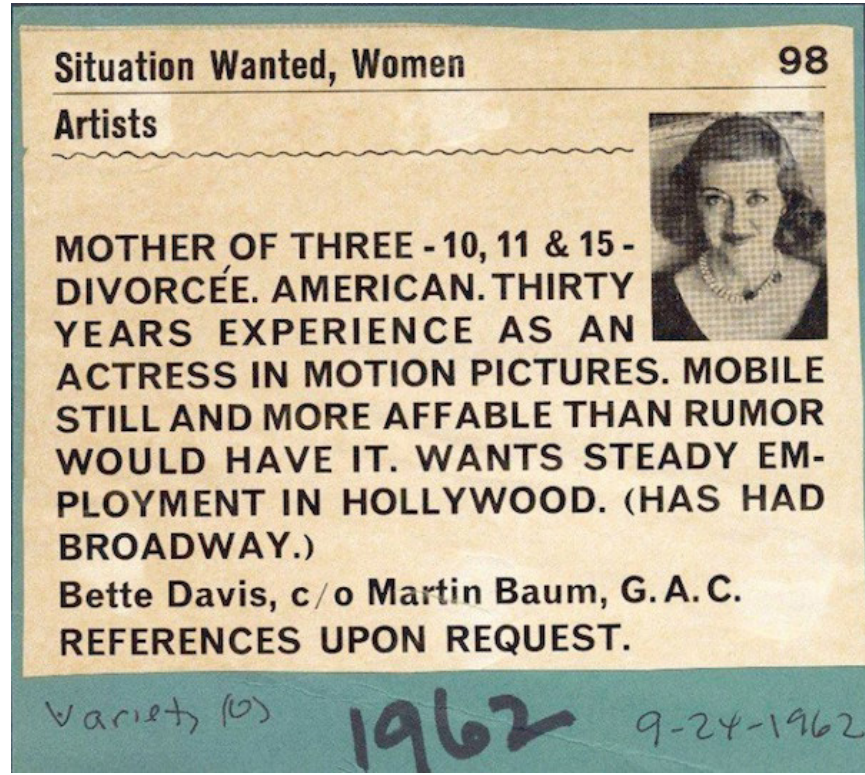 Situation Wanted, Women 98
Artists
MOTHER OF THREE - 10, 11 & 15 -
DIVORCÉE. AMERICAN. THIRTY
YEARS EXPERIENCE AS AN
ACTRESS IN MOTION PICTURES. MOBILE
STILL AND MORE AFFABLE THAN RUMOR
WOULD HAVE IT. WANTS STEADY EM-
PLOYMENT IN HOLLYWOOD. (HAS HAD
BROADWAY.)
Bette Davis, c/o Martin Baum, G.A.C.
REFERENCES UPON REQUEST.
Variety 1962 9-24-1962